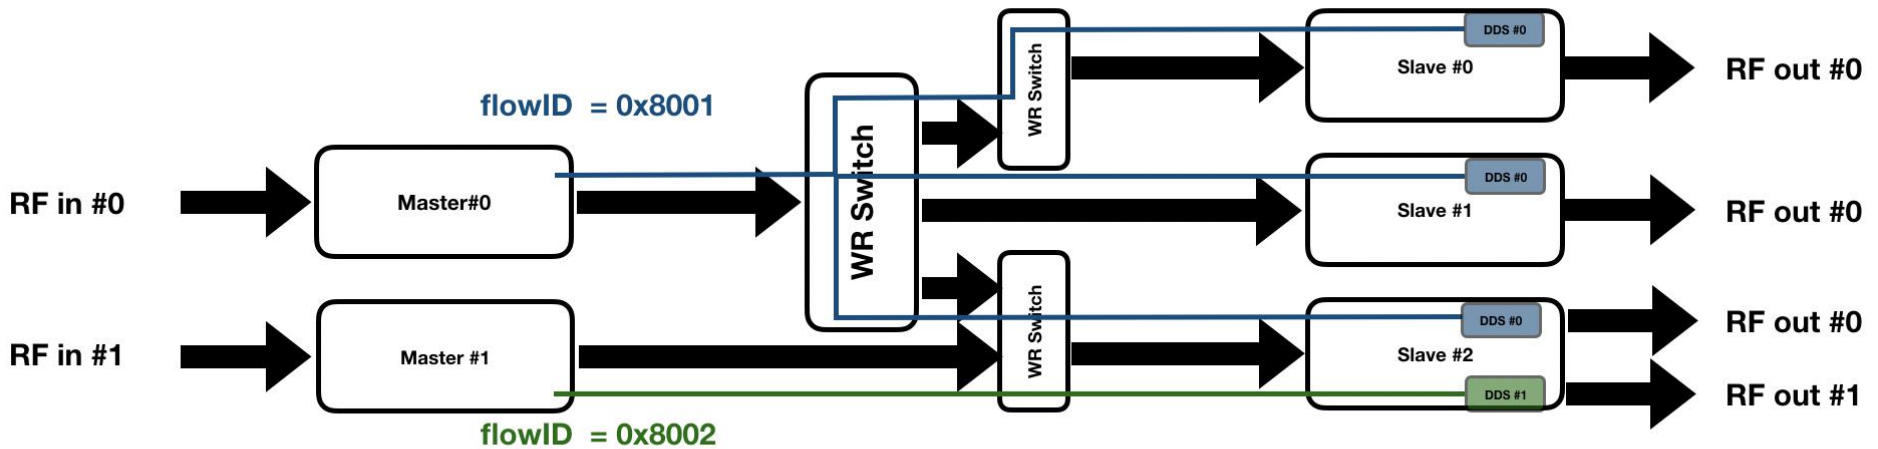 DDS #0
WR Switch
Slave #0
RF out #0
flowID = 0x8001
WR Switch
DDS #0
RF in #0
Master#0
Slave #1
RF out #0
WR Switch
DDS #0
RF out #0
RF in #1
Master #1
Slave #2
DDS #1
RF out #1
flowID = 0x8002